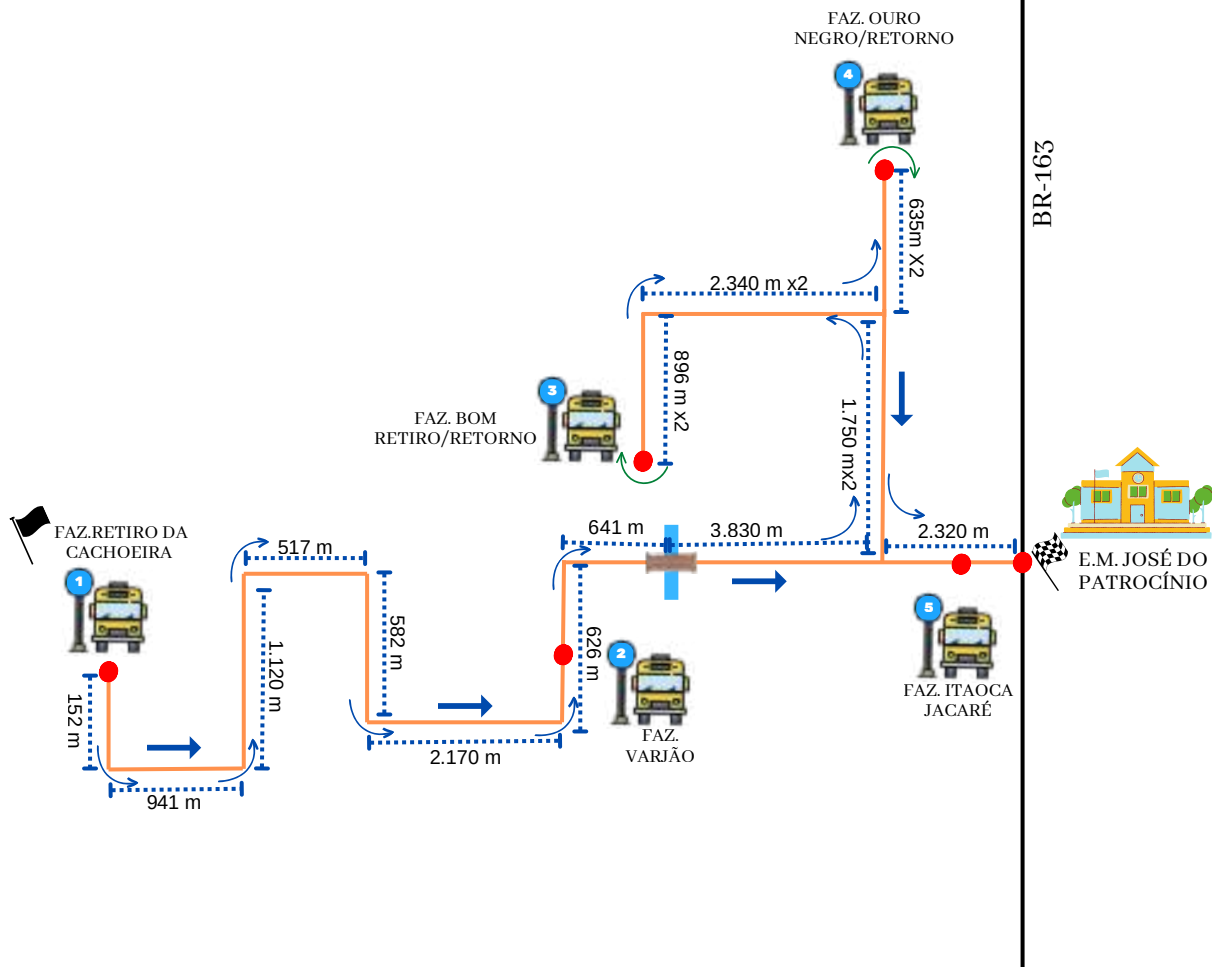 FAZ. OURO
NEGRO/RETORNO
4
BR-163
635m X2
2.340 m x2
896 m x2
3
FAZ. BOM
RETIRO/RETORNO
1.750 mx2
FAZ.RETIRO DA
CACHOEIRA
1
517 m
641 m
3.830 m
2.320 m
E.M. JOSÉ DO
PATROCÍNIO
152 m
1.120 m
582 m
626 m
2
5
FAZ. ITAOCA
JACARÉ
FAZ.
VARJÃO
2.170 m
941 m